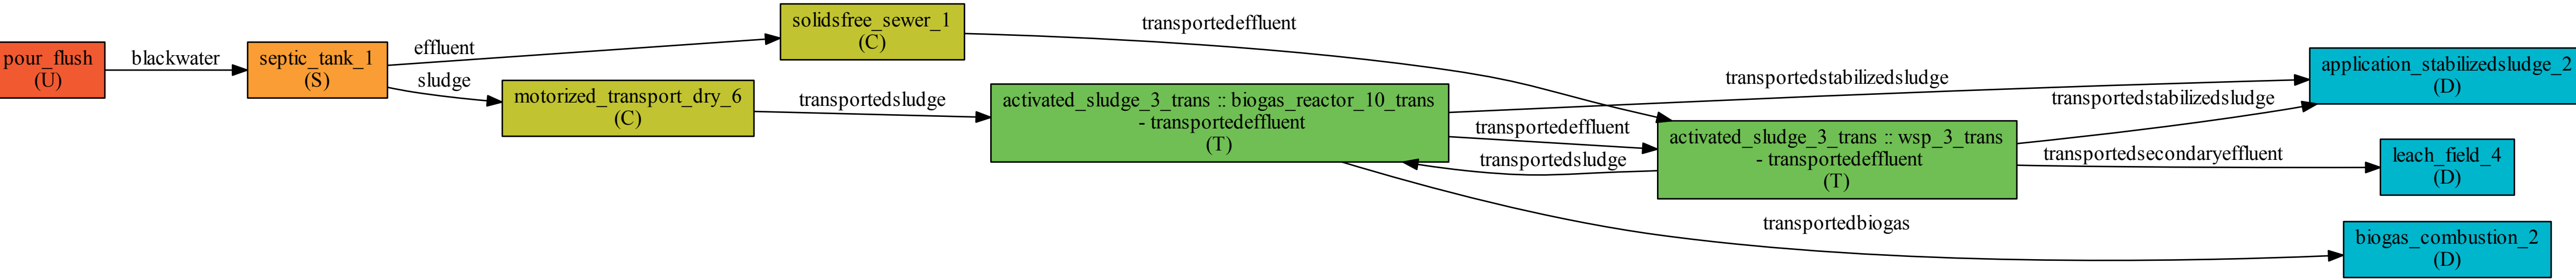 pour_flush
(U)
blackwater
septic_tank_1
(S)
effluent
sludge
solidsfree_sewer_1
(C)
motorized_transport_dry_6
(C)
transportedeffluent
transportedsludge
activated_sludge_3_trans :: biogas_reactor_10_trans
- transportedeffluent
(T)
transportedstabilizedsludge
transportedeffluent
transportedsludge
activated_sludge_3_trans :: wsp_3_trans
- transportedeffluent
(T)
transportedbiogas
transportedstabilizedsludge
transportedsecondaryeffluent
application_stabilizedsludge_2
(D)
leach_field_4
(D)
biogas_combustion_2
(D)